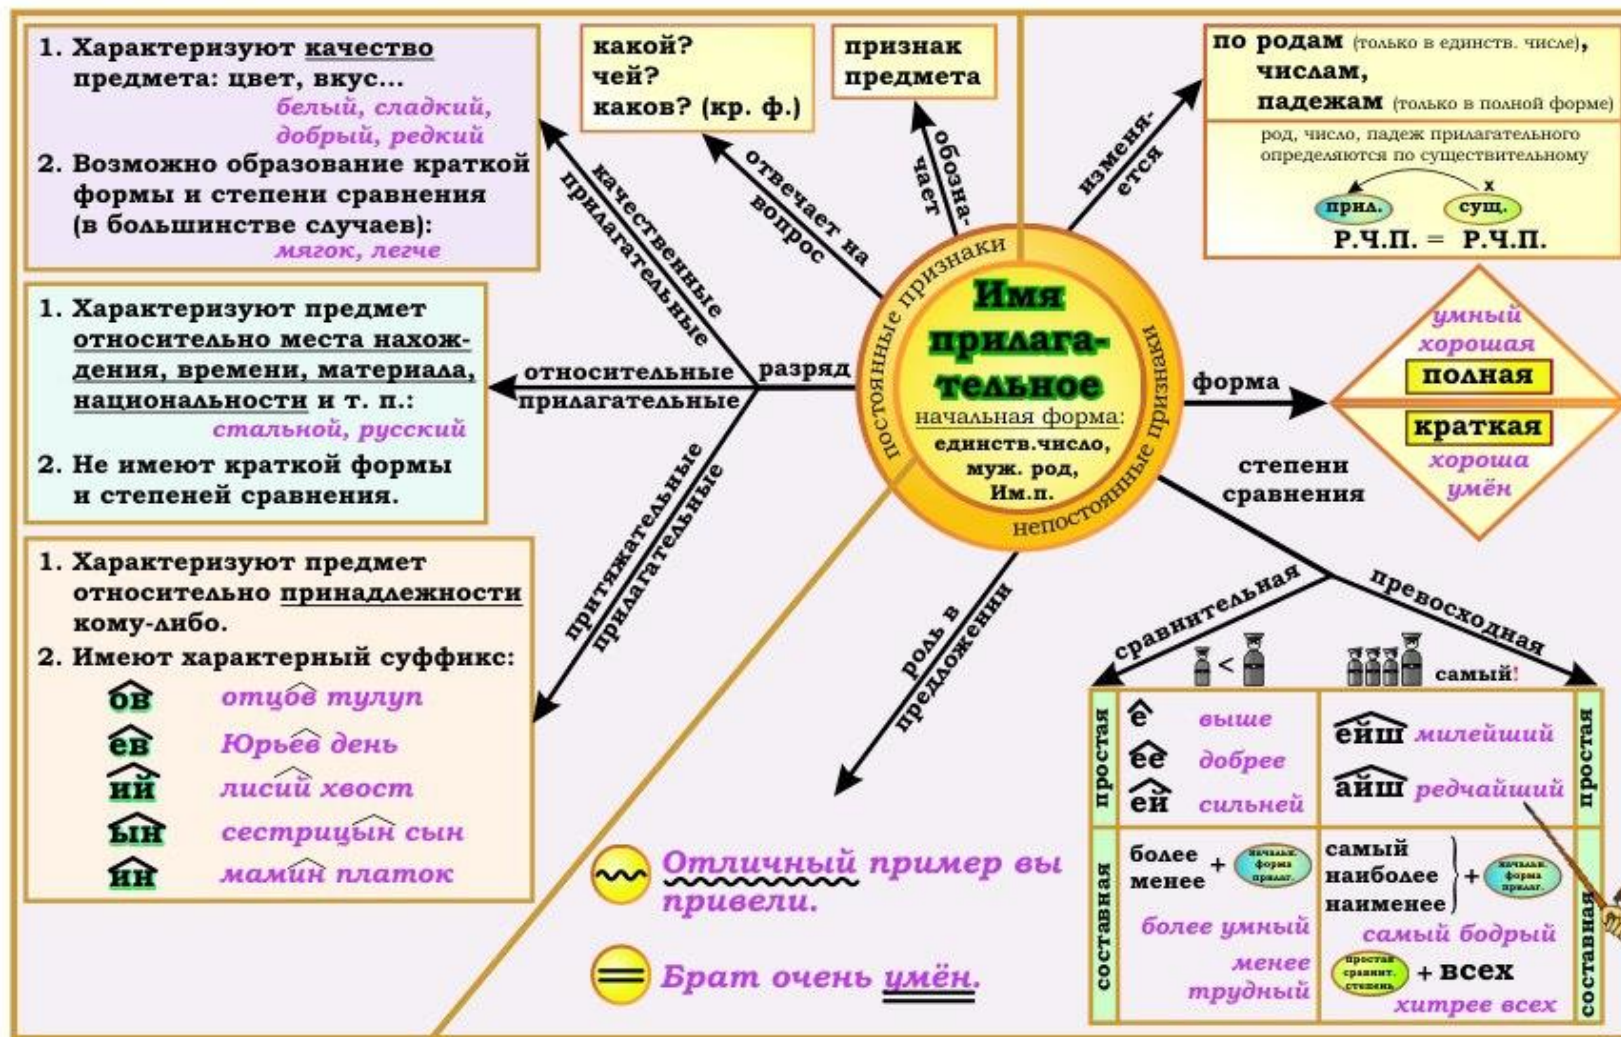 1. Характеризуют качество
предмета: цвет, вкус...
белый, сладкий,
добрый, редкий
2. Возможно образование краткой
формы и степени сравнения
(в большинстве случаев):
мягок, легче
1. Характеризуют предмет
относительно места нахож-
дения, времени, материала,
национальности и т. п.:
стальной, русский
2. Не имеют краткой формы
и степеней сравнения.
1. Характеризуют предмет
относительно принадлежности
кому-либо.
2. Имеют характерный суффикс:
ов отцов тулуп
ев Юрьев день
ий лисий хвост
ын сестрицын сын
ин мамин платок
какой?
чей?
каков? (кр. ф.)
признак
предмета
качественные
прилагательные
отвечает на
вопрос
обозна-
чает
относительные
прилагательные
разряд
притяжательные
прилагательные
постоянные признаки
Имя
прилага-
тельное
начальная форма:
единств.число,
муж. род,
Им.п.
непостоянные признаки
изменя-
ется
по родам (только в единств. числе),
числам,
падежам (только в полной форме)
род, число, падеж прилагательного
определяются по существительному
х
прил. сущ.
Р.Ч.П. = Р.Ч.П.
форма
умный
хорошая
полная
краткая
хороша
умён
степени
сравнения
сравнительная
превосходная
<
самый!
простая
е выше
ее добрее
ей сильней
ейш милейший
айш редчайший
простая
составная
более
менее
+ начальн.
форма
прилаг.
более умный
менее
трудный
самый
наиболее
наименее
} + начальн.
форма
прилаг.
самый бодрый
простая
сравнит.
степень
+ всех
хитрее всех
составная
роль в
предложении
Отличный пример вы
привели.
Брат очень умён.